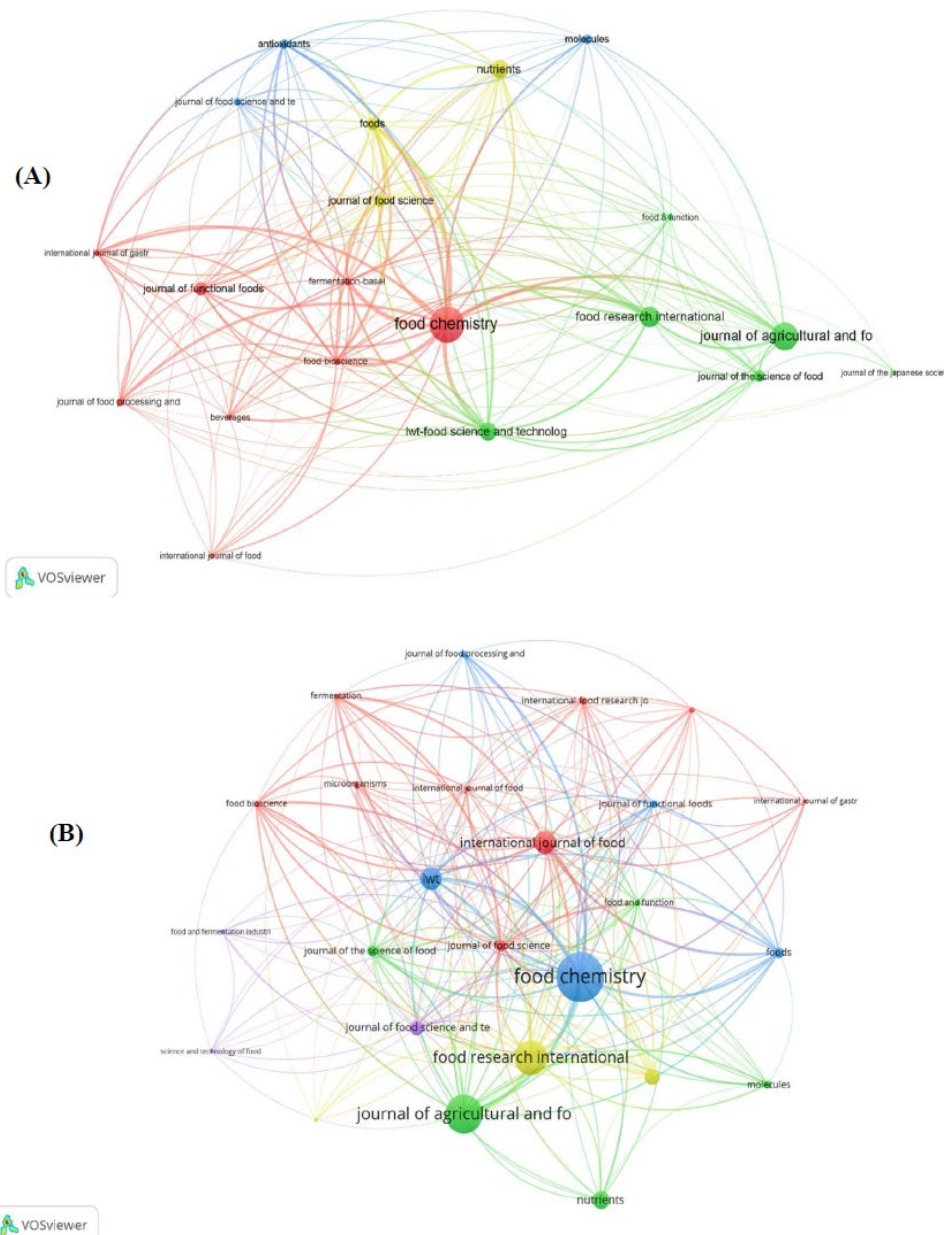 antioxidants
molecules
nutrients
journal of food science and te
foods
(A)
journal of food science
food & function
international journal of gastr
fermentation-basel
journal of functional foods
food chemistry
food research international
journal of agricultural and fo
food bioscience
journal of the science of food
journal of the japanese socie
journal of food processing and
beverages
lwt-food science and technolog
international journal of food
VOSviewer
journal of food processing and
fermentation
international food research jo
microorganisms
international journal of food
food bioscience
journal of functional foods
international journal of gastr
(B)
international journal of food
lwt
food and function
food and fermentation industri
journal of the science of food
journal of food science
foods
food chemistry
journal of food science and te
science and technology of food
food research international
molecules
journal of agricultural and fo
nutrients
VOSviewer